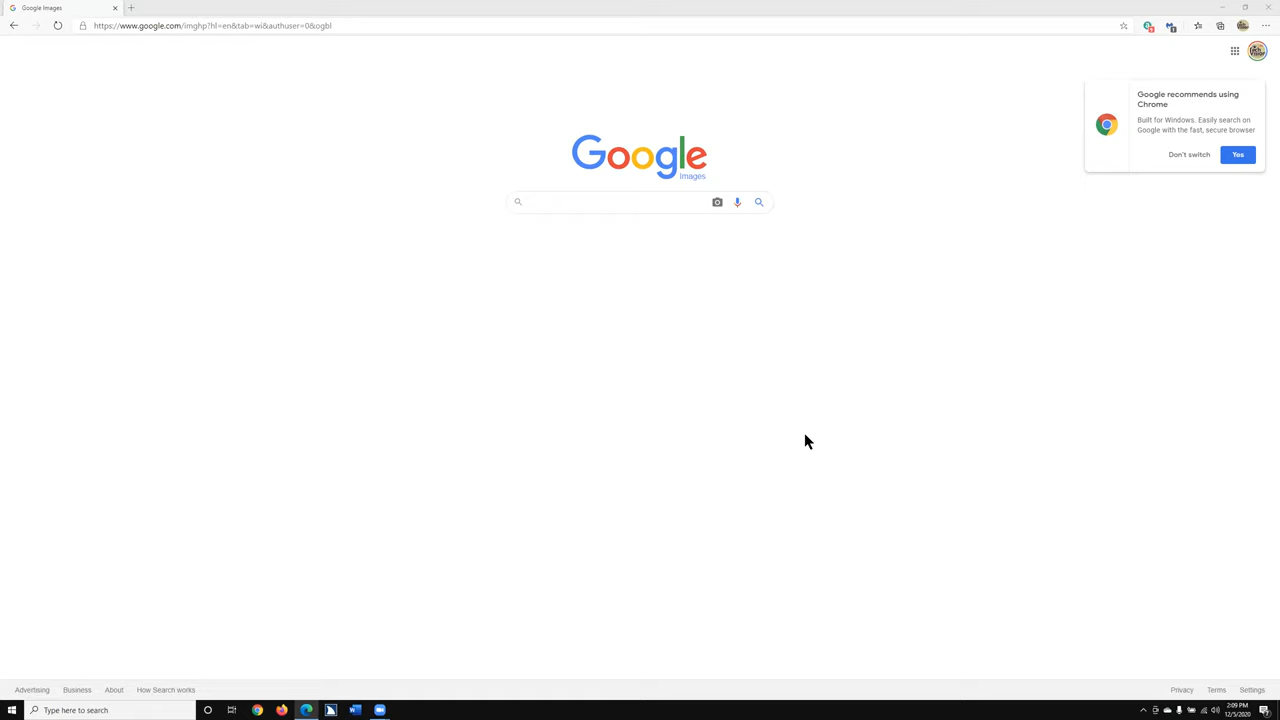 Google Images
https://www.google.com/imghp?hl=en&tab=wi&authuser=0&ogbl
Google recommends using
Chrome
Built for Windows. Easily search on
Google with the fast, secure browser
Don't switch
Yes
Google
Images
Advertising
Business
About
How Search works
Privacy
Terms
Settings
Type here to search
2:09 PM
12/5/2020